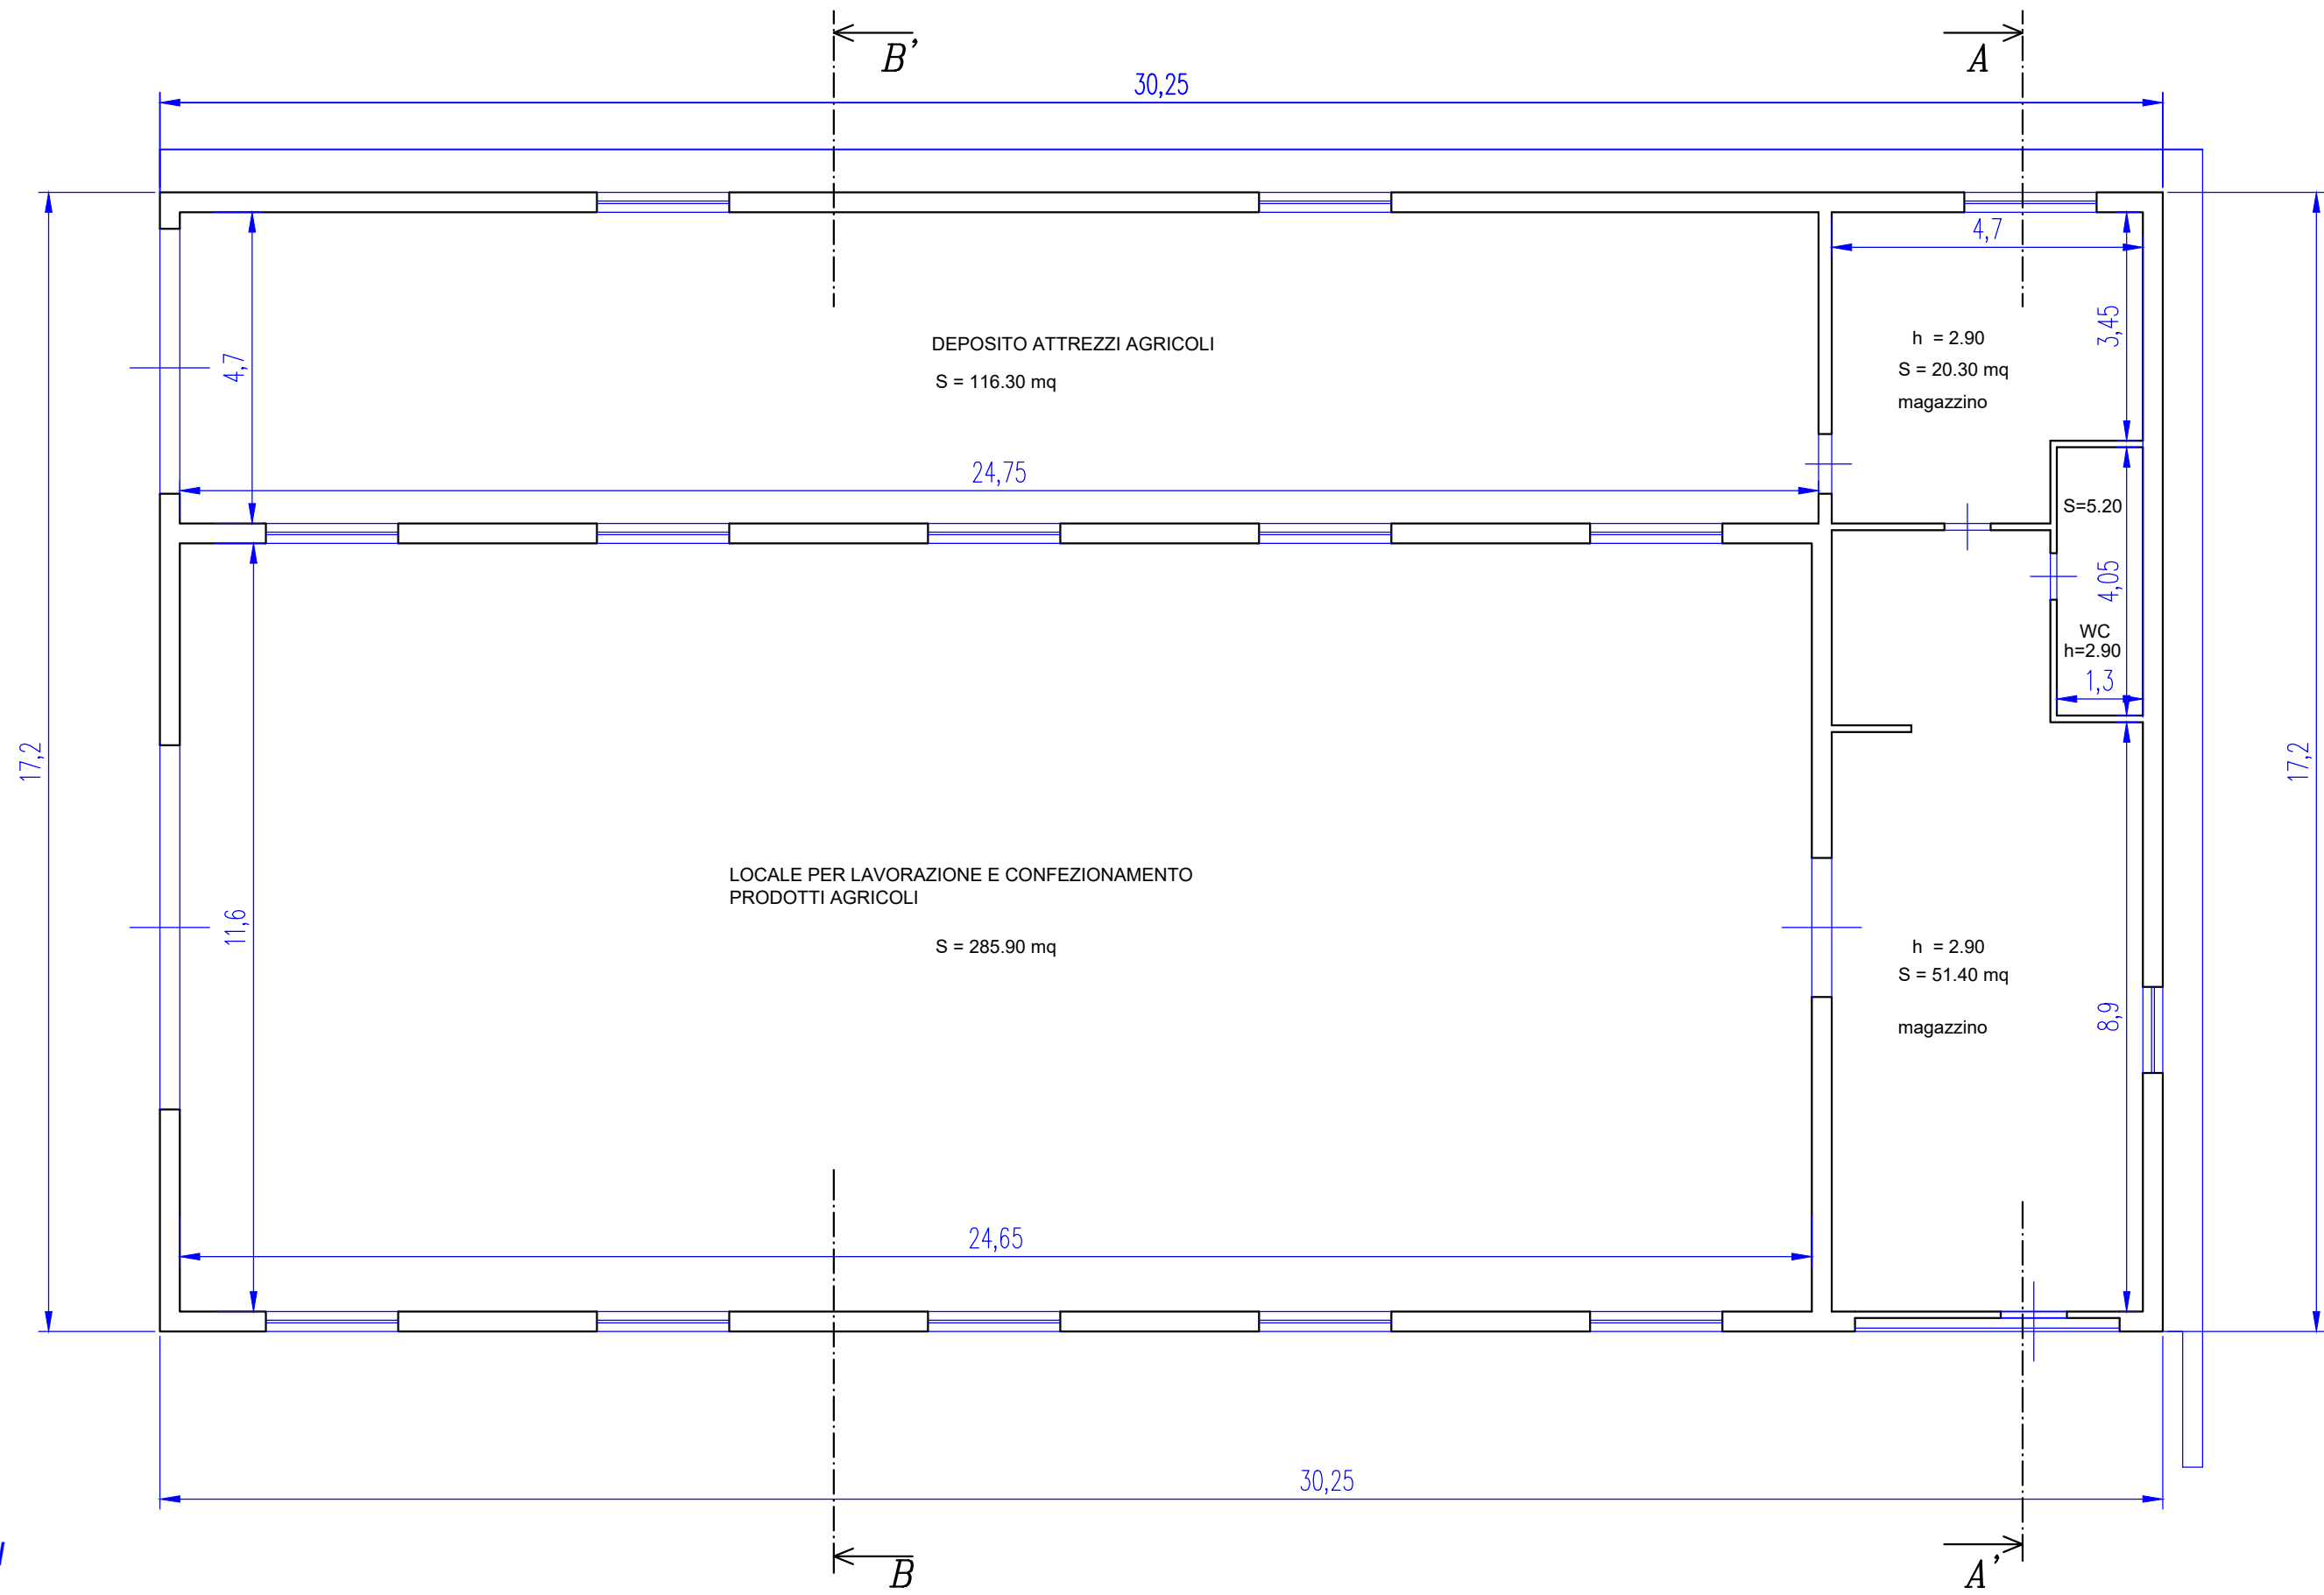 B’
A
30,25
4,7
3,45
DEPOSITO ATTREZZI AGRICOLI
S = 116.30 mq
4,7
h = 2.90
S = 20.30 mq
magazzino
24,75
S=5.20
4,05
WC
h=2.90
1,3
17,2
17,2
LOCALE PER LAVORAZIONE E CONFEZIONAMENTO
PRODOTTI AGRICOLI
S = 285.90 mq
11,6
h = 2.90
S = 51.40 mq
magazzino
8,9
24,65
30,25
B
A’